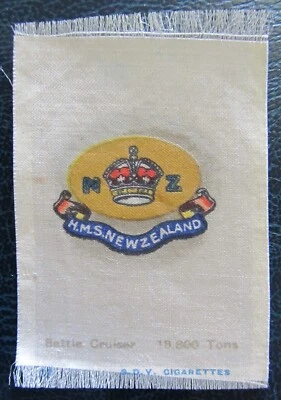 N Z
H.M.S. NEW ZEALAND
Battle Cruiser 18,800 Tons
B.D.V. CIGARETTES